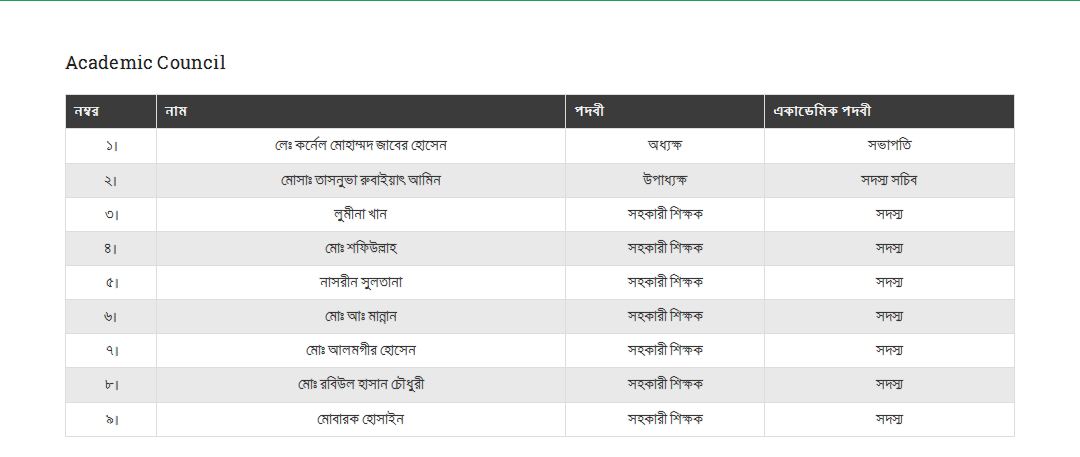 Academic Council
নম্বর নাম পদবী একাডেমিক পদবী
১। লেঃ কর্নেল মোহাম্মদ জাবের হোসেন অধ্যক্ষ সভাপতি
২। মোসাঃ তাসনুভা রুবাইয়াৎ আমিন উপাধ্যক্ষ সদস্য সচিব
৩। লুমীনা খান সহকারী শিক্ষক সদস্য
৪। মোঃ শফিউল্লাহ সহকারী শিক্ষক সদস্য
৫। নাসরীন সুলতানা সহকারী শিক্ষক সদস্য
৬। মোঃ আঃ মান্নান সহকারী শিক্ষক সদস্য
৭। মোঃ আলমগীর হোসেন সহকারী শিক্ষক সদস্য
৮। মোঃ রবিউল হাসান চৌধুরী সহকারী শিক্ষক সদস্য
৯। মোবারক হোসাইন সহকারী শিক্ষক সদস্য